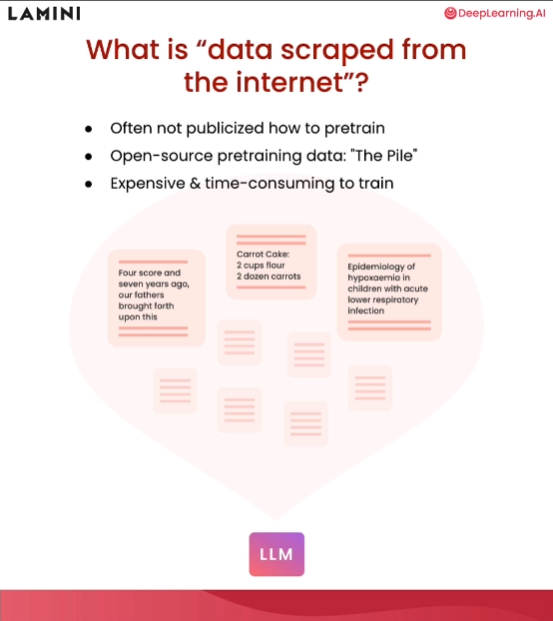 LAMINI
DeepLearning.AI
What is “data scraped from
the internet”?
● Often not publicized how to pretrain
● Open-source pretraining data: "The Pile"
● Expensive & time-consuming to train
Four score and
seven years ago,
our fathers
brought forth
upon this
Carrot Cake:
2 cups flour
2 dozen carrots
Epidemiology of
hypoxaemia in
children with acute
lower respiratory
infection
LLM